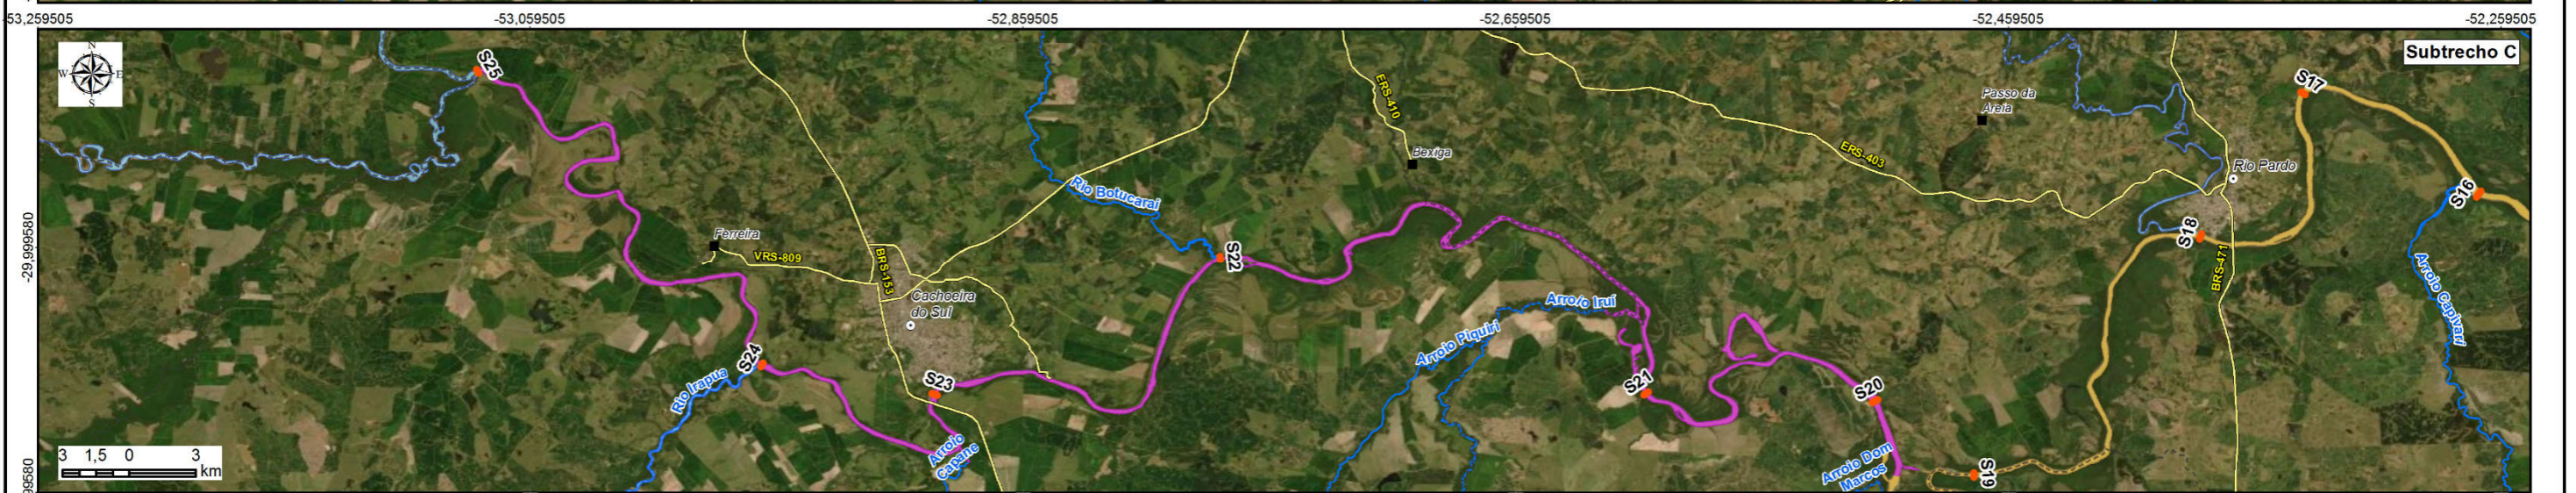 -53,259505
-53,059505
-52,859505
-52,659505
-52,459505
-52,259505
Subtrecho C
N
W
E
S
S25
S17
ERS-410
Passo da
Areia
Bexiga
ERS-403
Rio Pardo
Rio Botucaraí
S16
Ferreira
VRS-809
BRS-153
S22
S18
BRS-471
-29,999580
Cachoeira
do Sul
Arroio Iruí
Arroio Piquiri
Arroio Capivari
S24
Rio Irapua
S23
S21
S20
Arroio
Capane
Arroio Dom
Marcos
S19
3 1,5 0 3
km